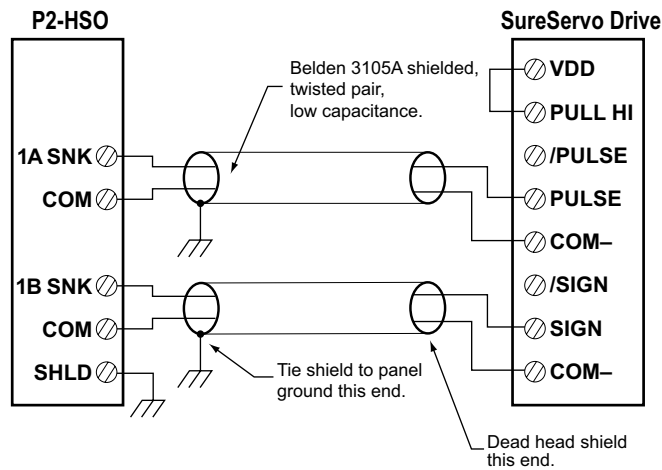 P2-HSO
SureServo Drive
Belden 3105A shielded,
twisted pair,
low capacitance.
VDD
PULL HI
1A SNK
/PULSE
COM
PULSE
COM–
1B SNK
/SIGN
COM
SIGN
SHLD
COM–
Tie shield to panel
ground this end.
Dead head shield
this end.